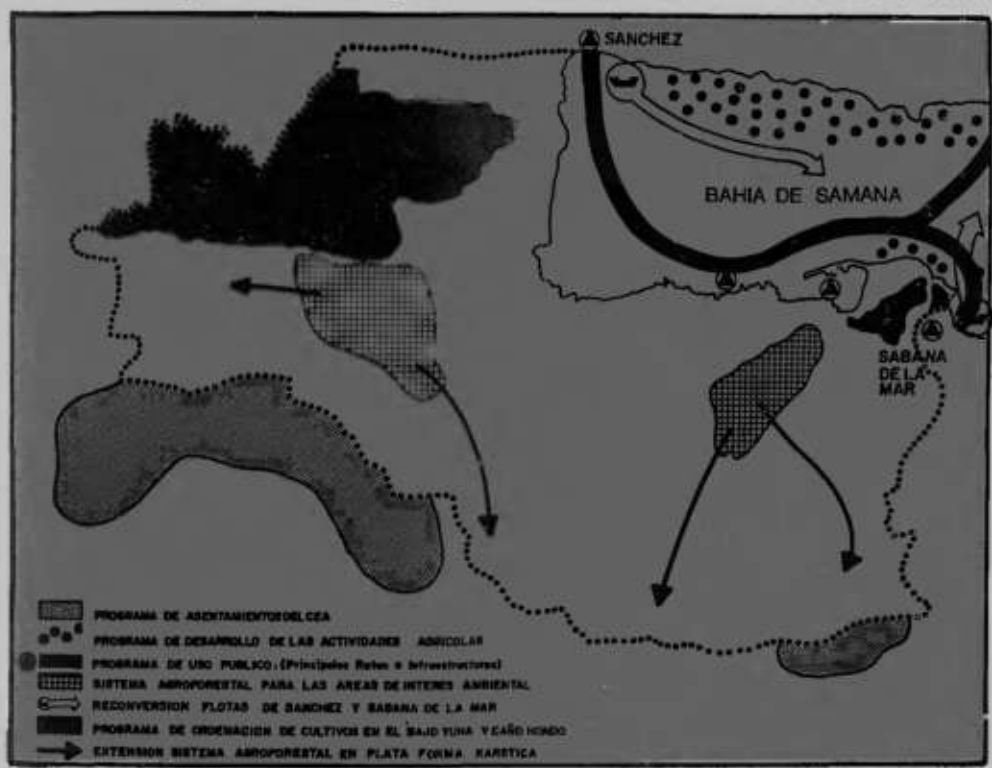 SANCHEZ
BAHIA DE SAMANA
SABANA
DE LA
MAR
PROGRAMA DE ASENTAMIENTOS DEL CEA
PROGRAMA DE DESARROLLO DE LAS ACTIVIDADES AGRICOLAR
PROGRAMA DE USO PUBLICO: (Principales Rutas e Infraestructuras)
SISTEMA AGROFORESTAL PARA LAS AREAS DE INTERES AMBIENTAL
RECONVERSION FLOTAS DE SANCHEZ Y SABANA DE LA MAR
PROGRAMA DE ORDENACION DE CULTIVOS EN EL BAJO YUNA Y CAÑO HONDO
EXTENSION SISTEMA AGROFORESTAL EN PLATA FORMA KARSTICA